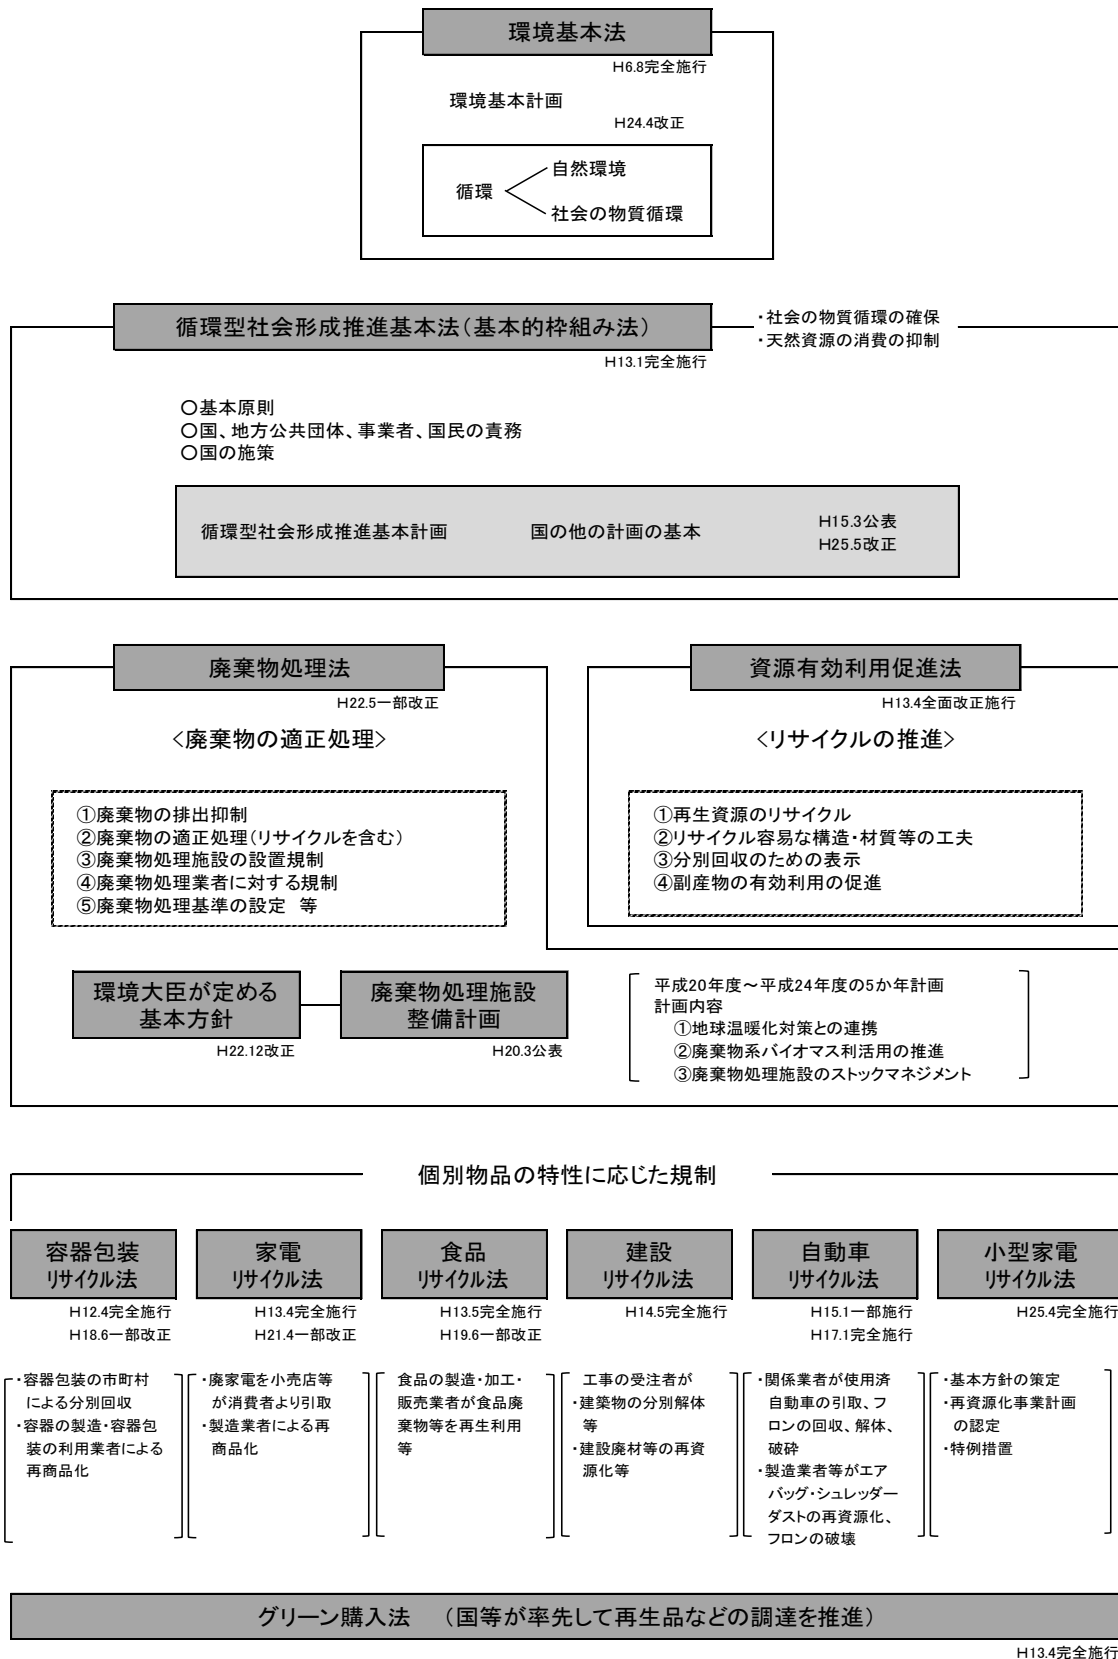 環境基本法
H6.8完全施行
環境基本計画
H24.4改正
自然環境
循環
社会の物質循環
循環型社会形成推進基本法（基本的枠組み法）
・社会の物質循環の確保
・天然資源の消費の抑制
H13.1完全施行
○基本原則
○国、地方公共団体、事業者、国民の責務
○国の施策
循環型社会形成推進基本計画　国の他の計画の基本
H15.3公表
H25.5改正
廃棄物処理法
H22.5一部改正
＜廃棄物の適正処理＞
①廃棄物の排出抑制
②廃棄物の適正処理（リサイクルを含む）
③廃棄物処理施設の設置規制
④廃棄物処理業者に対する規制
⑤廃棄物処理基準の設定　等
資源有効利用促進法
H13.4全面改正施行
＜リサイクルの推進＞
①再生資源のリサイクル
②リサイクル容易な構造・材質等の工夫
③分別回収のための表示
④副産物の有効利用の促進
環境大臣が定める
基本方針
H22.12改正
廃棄物処理施設
整備計画
H20.3公表
平成20年度～平成24年度の5か年計画
計画内容
①地球温暖化対策との連携
②廃棄物系バイオマス利活用の推進
③廃棄物処理施設のストックマネジメント
個別物品の特性に応じた規制
容器包装
リサイクル法
H12.4完全施行
H18.6一部改正
・容器包装の市町村
による分別回収
・容器の製造・容器包
装の利用業者による
再商品化
家電
リサイクル法
H13.4完全施行
H21.4一部改正
・廃家電を小売店等
が消費者より引取
・製造業者による再
商品化
食品
リサイクル法
H13.5完全施行
H19.6一部改正
食品の製造・加工・
販売業者が食品廃
棄物等を再生利用
等
建設
リサイクル法
H14.5完全施行
工事の受注者が
・建築物の分別解体
等
・建設廃材等の再資
源化等
自動車
リサイクル法
H15.1一部施行
H17.1完全施行
・関係業者が使用済
自動車の引取、フ
ロンの回収、解体、
破砕
・製造業者等がエア
バッグ・シュレッダー
ダストの再資源化、
フロンの破壊
小型家電
リサイクル法
H25.4完全施行
・基本方針の策定
・再資源化事業計画
の認定
・特例措置
グリーン購入法　（国等が率先して再生品などの調達を推進）
H13.4完全施行